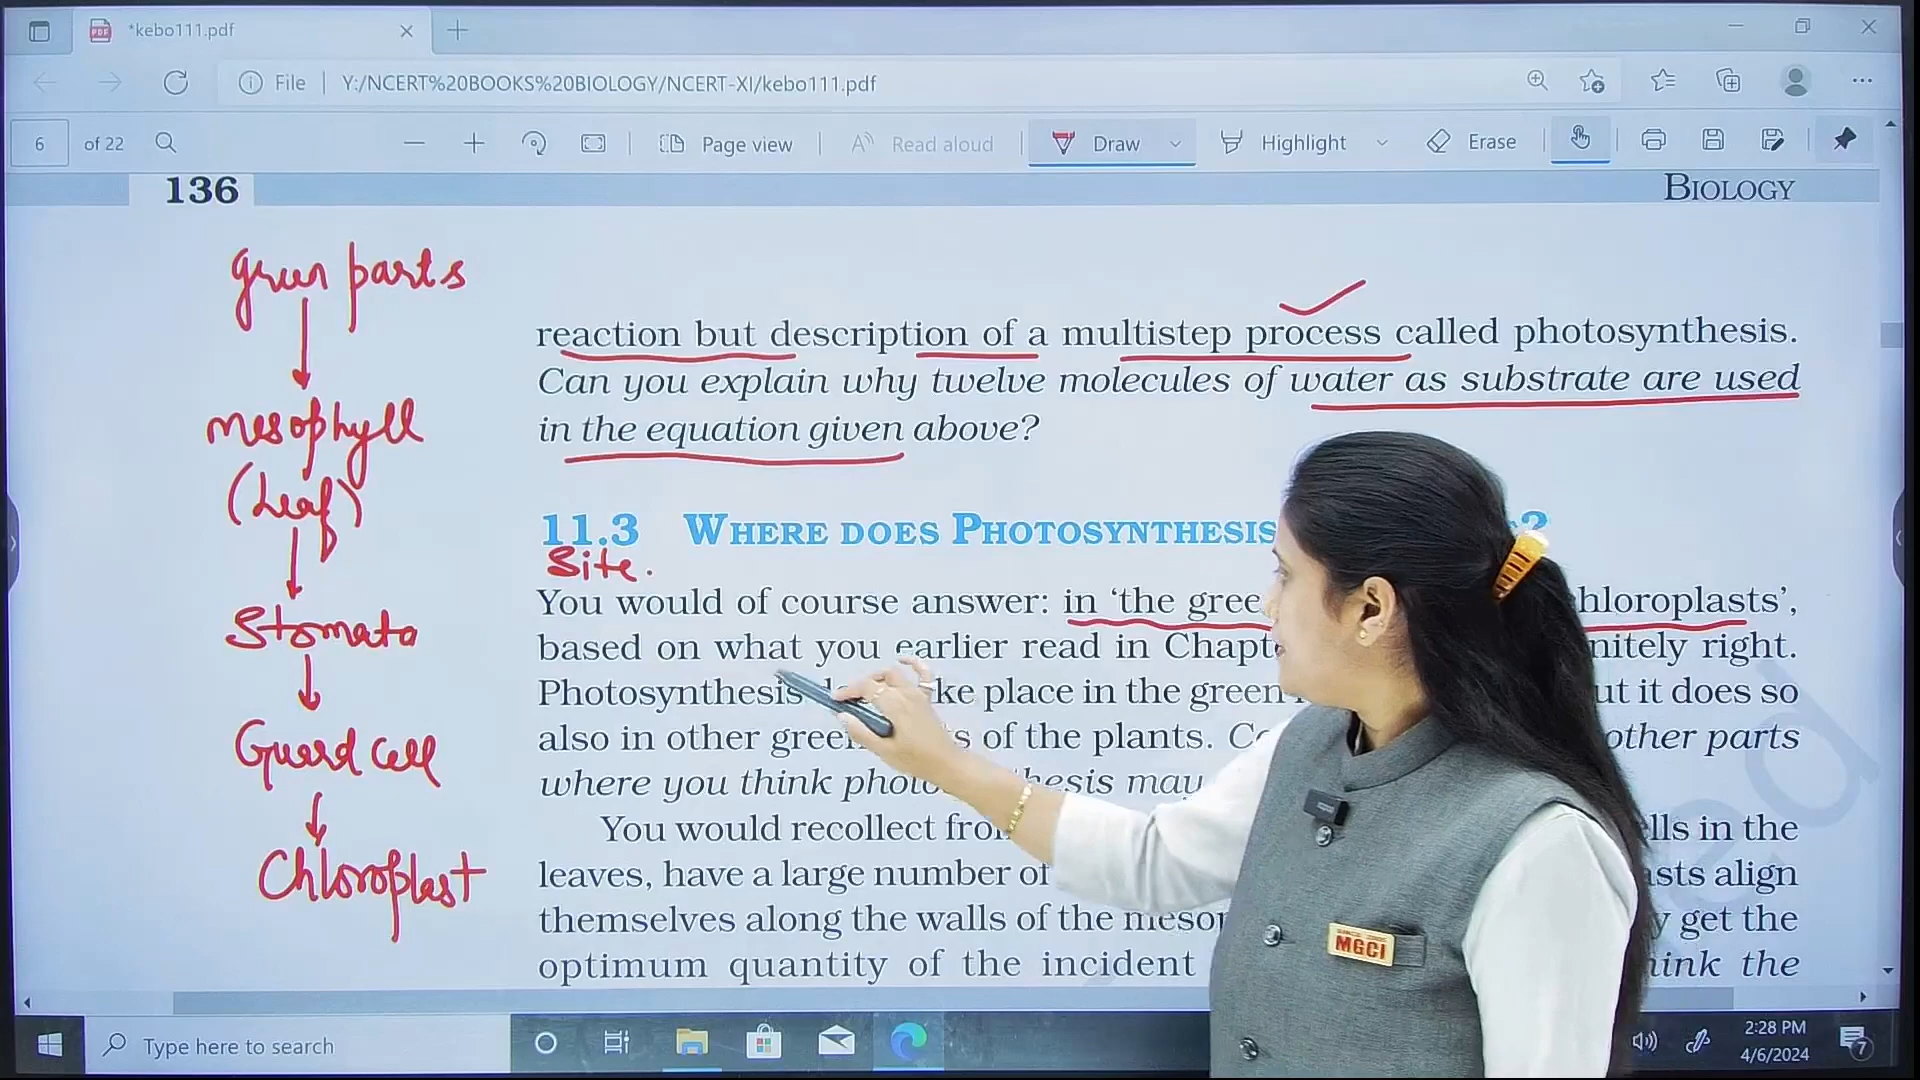 *kebo111.pdf
File
Y:/NCERT%20BOOKS%20BIOLOGY/NCERT-XI/kebo111.pdf
6 of 22
Page view
Read aloud
Draw
Highlight
Erase
136
BIOLOGY
green parts
mesophyll
(Leaf)
Stomata
Guard cell
Chloroplast
reaction but description of a multistep process called photosynthesis.
Can you explain why twelve molecules of water as substrate are used
in the equation given above?
11.3 WHERE DOES PHOTOSYNTHESIS ?
Site.
You would of course answer: in 'the gree hloroplasts',
based on what you earlier read in Chapt nitely right.
Photosynthesis ke place in the green ut it does so
also in other green s of the plants. other parts
where you think photo hesis may
You would recollect fro lls in the
leaves, have a large number of asts align
themselves along the walls of the meso y get the
optimum quantity of the incident hink the
SINCE
MGCI
Type here to search
2:28 PM
4/6/2024
7